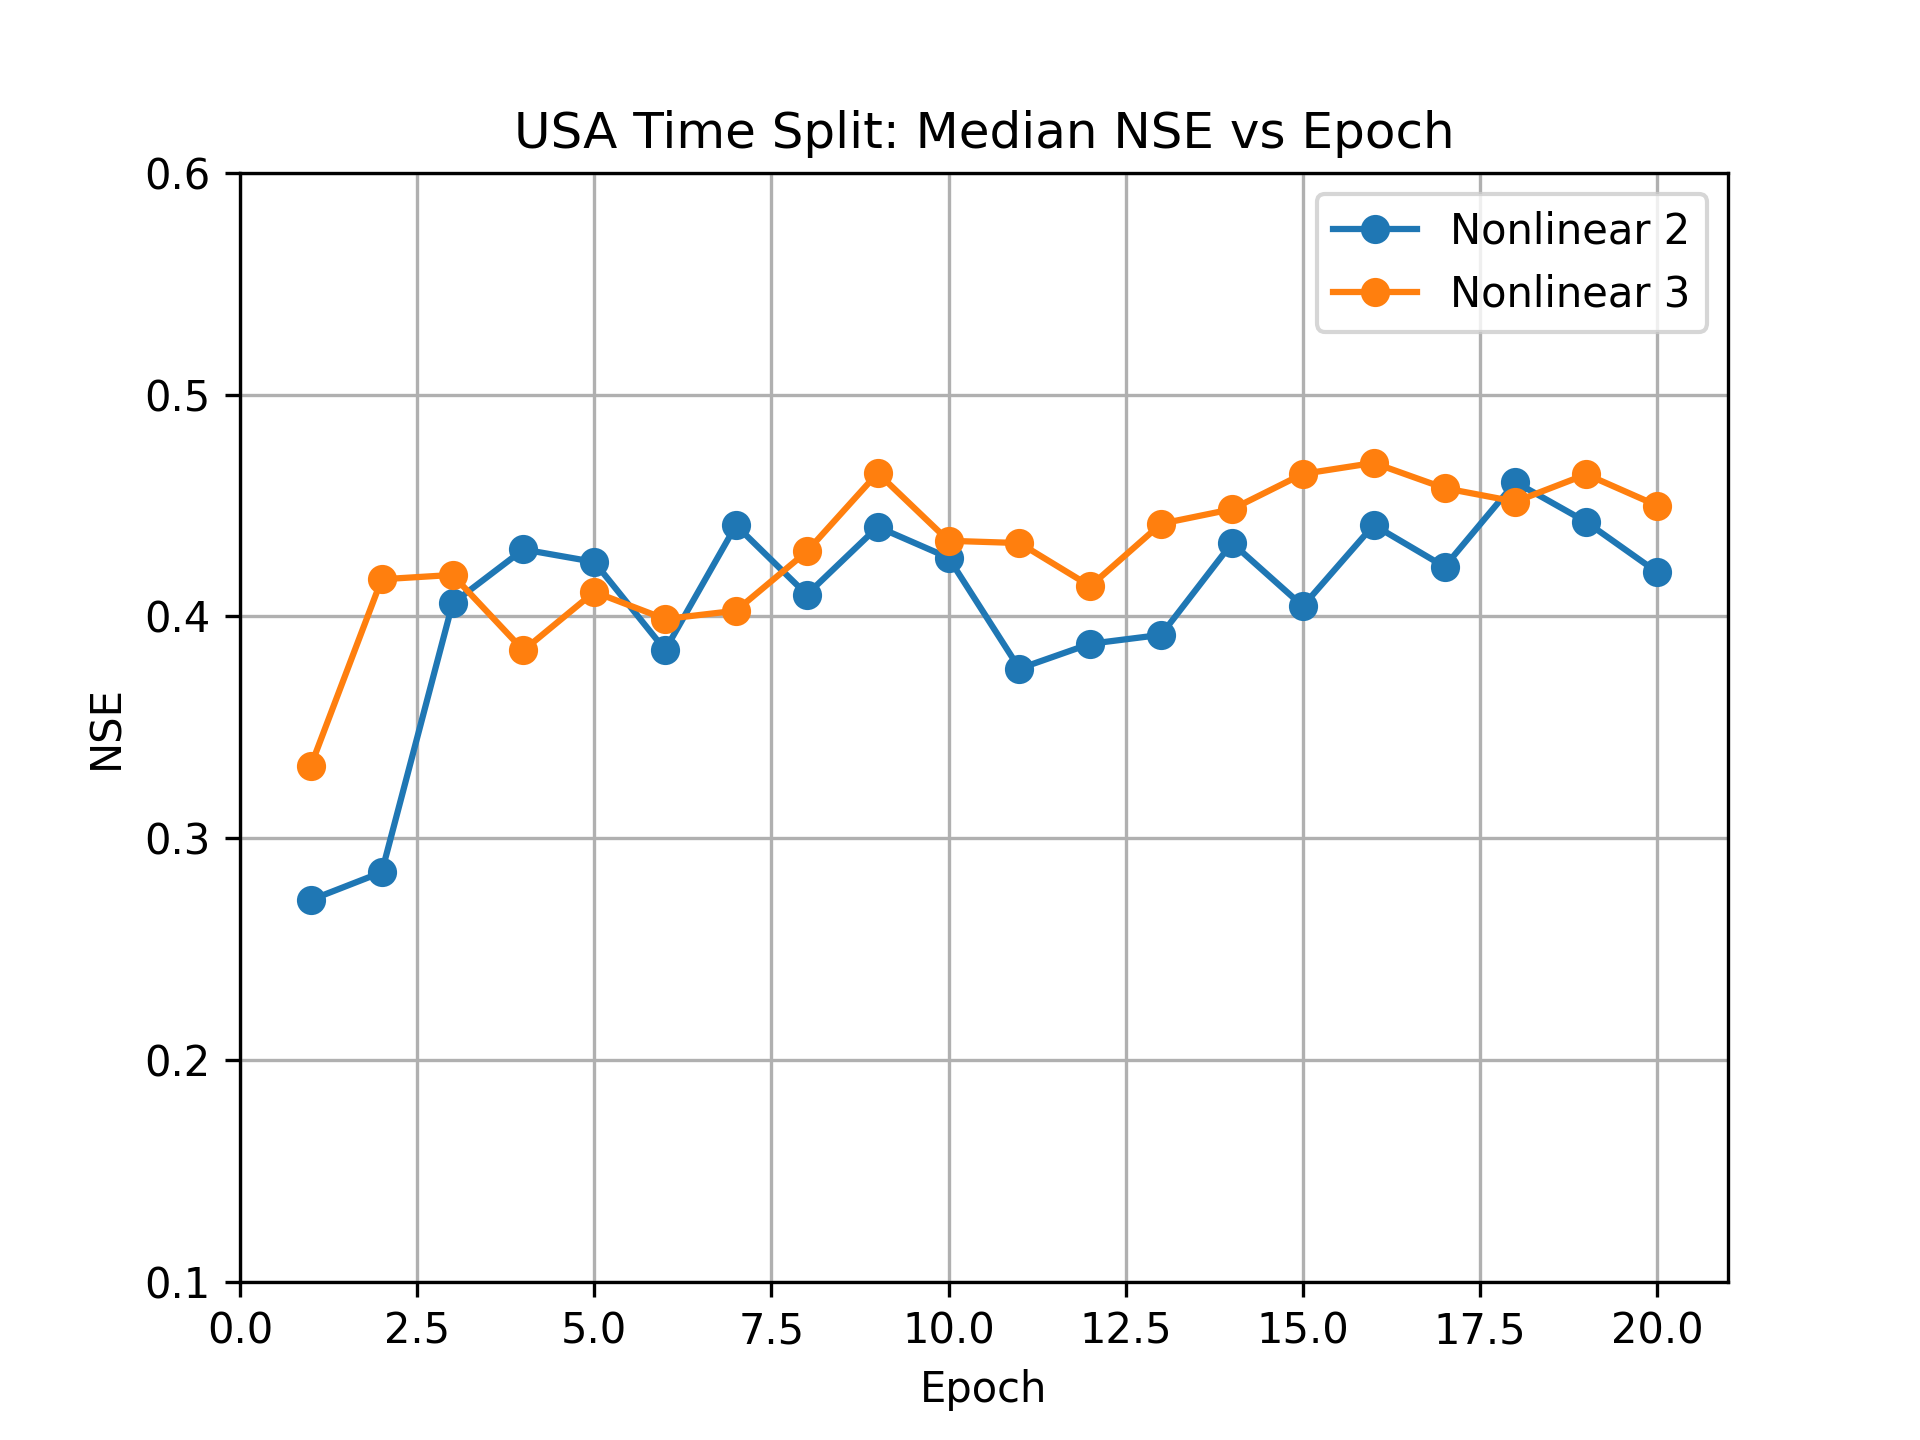 USA Time Split: Median NSE vs Epoch
0.6
0.5
0.4
0.3
0.2
0.1
NSE
Nonlinear 2
Nonlinear 3
0.0 2.5 5.0 7.5 10.0 12.5 15.0 17.5 20.0
Epoch